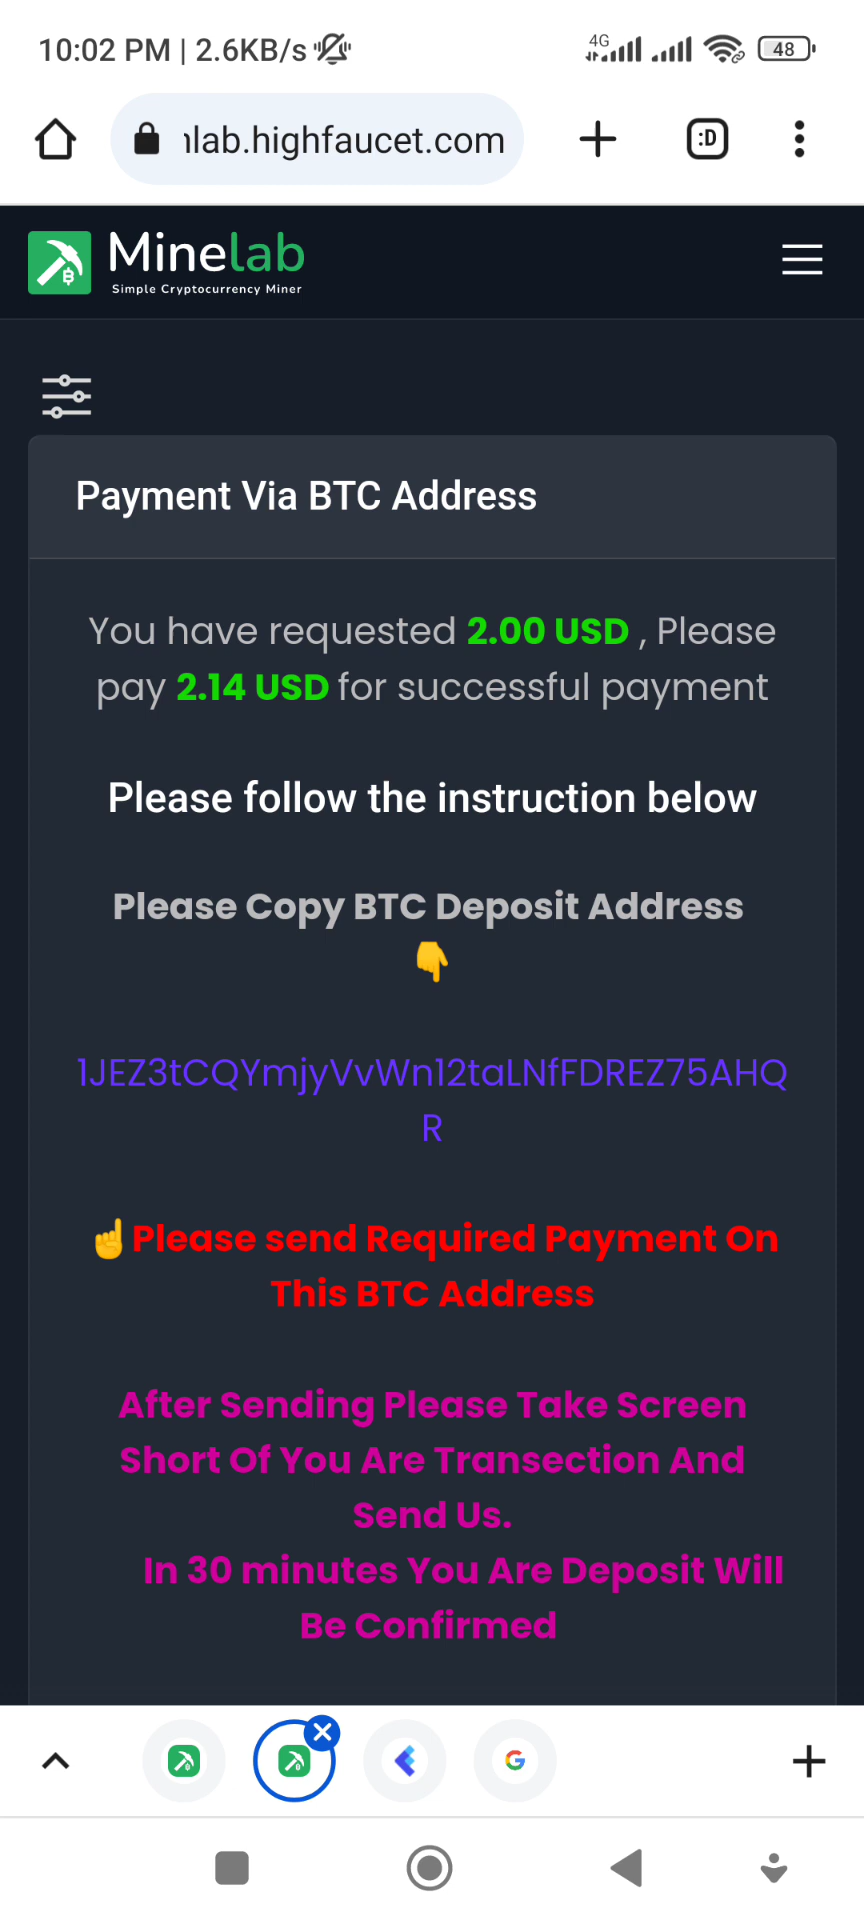 10:02 PM | 2.6KB/s
4G
48
lab.highfaucet.com
:D
Minelab
Simple Cryptocurrency Miner
Payment Via BTC Address
You have requested 2.00 USD , Please
pay 2.14 USD for successful payment
Please follow the instruction below
Please Copy BTC Deposit Address
👇
1JEZ3tCQYmjyVvWn12taLNfFDREZ75AHQ
R
☝Please send Required Payment On
This BTC Address
After Sending Please Take Screen
Short Of You Are Transection And
Send Us.
In 30 minutes You Are Deposit Will
Be Confirmed